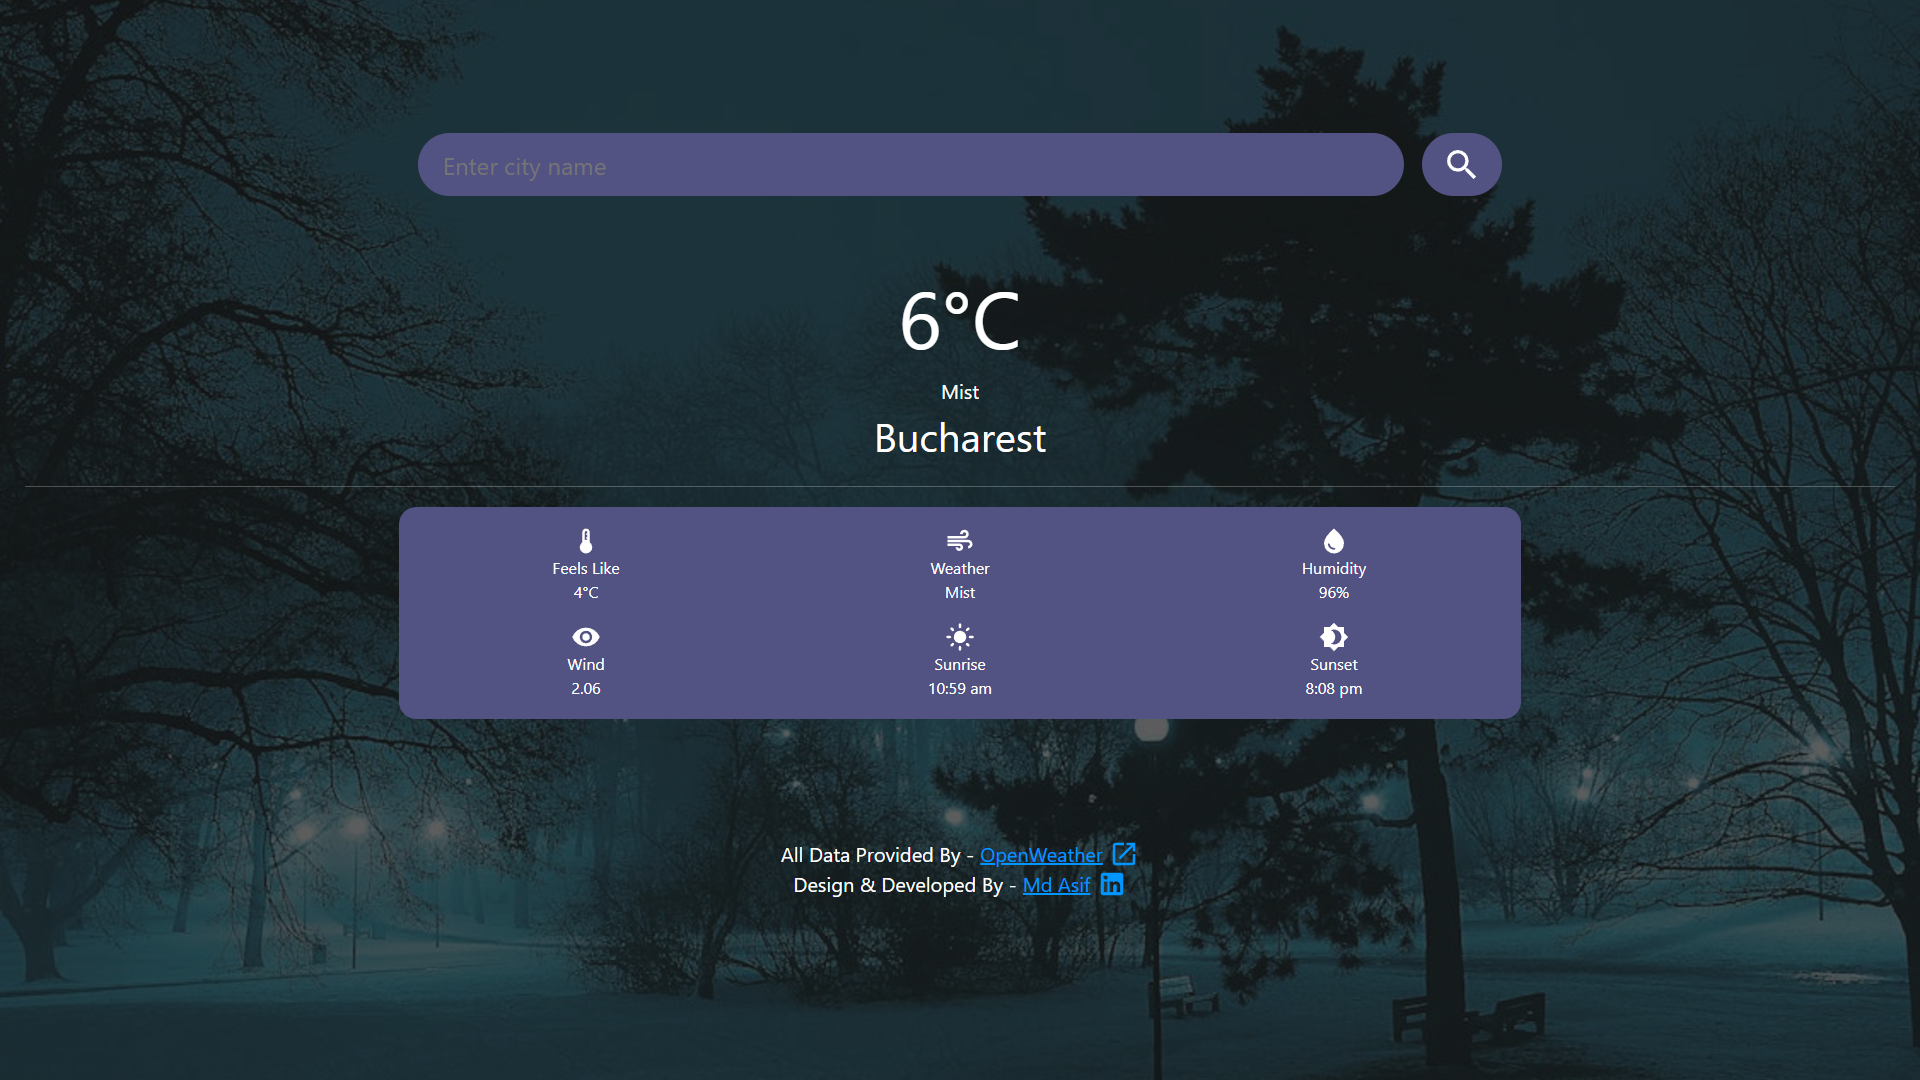 Enter city name
6°C
Mist
Bucharest
Feels Like
4°C
Weather
Mist
Humidity
96%
Wind
2.06
Sunrise
10:59 am
Sunset
8:08 pm
All Data Provided By - OpenWeather
Design & Developed By - Md Asif